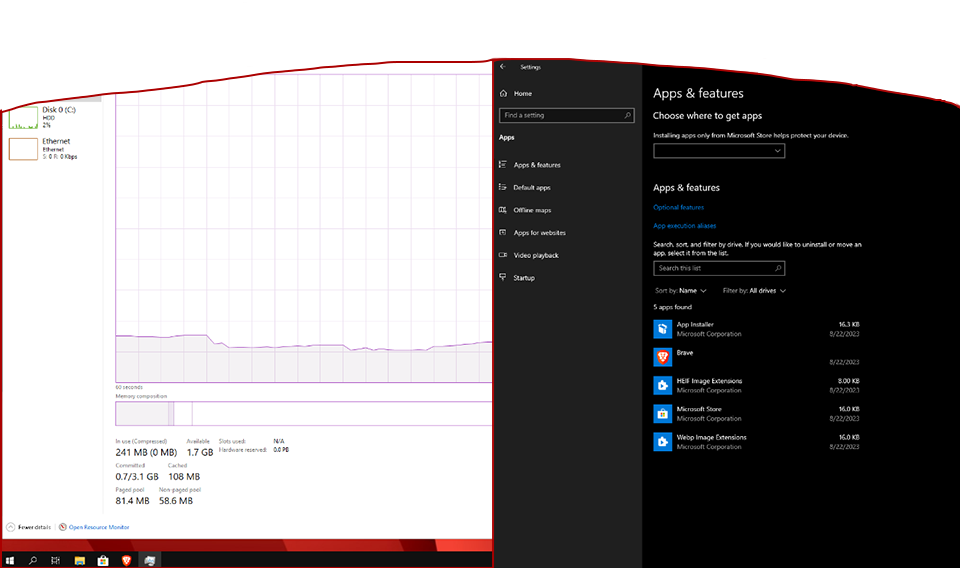 Disk 0 (C:)
HDD
2%
Ethernet
Ethernet
S: 0 R: 0 Kbps
60 seconds
Memory composition
In use (Compressed)
241 MB (0 MB)
Available
1.7 GB
Slots used:
N/A
Hardware reserved:
0.0 PB
Committed
0.7/3.1 GB
Cached
108 MB
Paged pool
81.4 MB
Non-paged pool
58.6 MB
Fewer details
Open Resource Monitor
Settings
Home
Find a setting
Apps
Apps & features
Default apps
Offline maps
Apps for websites
Video playback
Startup
Apps & features
Choose where to get apps
Installing apps only from Microsoft Store helps protect your device.
Apps & features
Optional features
App execution aliases
Search, sort, and filter by drive. If you would like to uninstall or move an
app, select it from the list.
Search this list
Sort by: Name
Filter by: All drives
5 apps found
App Installer
16.3 KB
Microsoft Corporation
8/22/2023
Brave
8/22/2023
HEIF Image Extensions
8.00 KB
Microsoft Corporation
8/22/2023
Microsoft Store
16.0 KB
Microsoft Corporation
8/22/2023
Webp Image Extensions
16.0 KB
Microsoft Corporation
8/22/2023